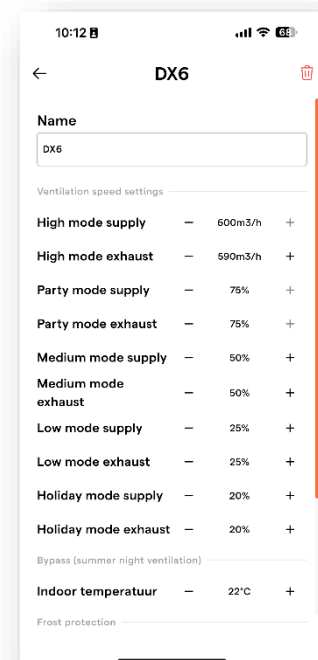 10:12 68
← DX6
Name
DX6
Ventilation speed settings
High mode supply − 600m3/h +
High mode exhaust − 590m3/h +
Party mode supply − 75% +
Party mode exhaust − 75% +
Medium mode supply − 50% +
Medium mode
exhaust − 50% +
Low mode supply − 25% +
Low mode exhaust − 25% +
Holiday mode supply − 20% +
Holiday mode exhaust − 20% +
Bypass (summer night ventilation)
Indoor temperatuur − 22°C +
Frost protection